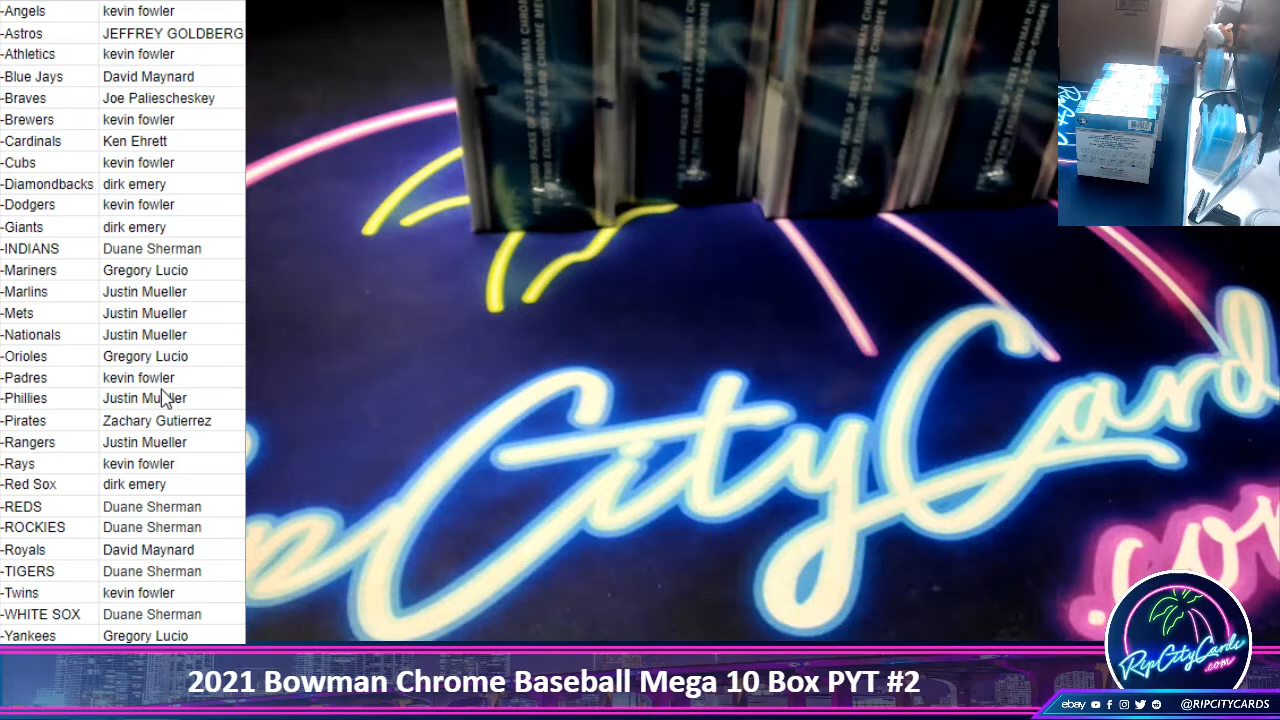 -Angels kevin fowler
-Astros JEFFREY GOLDBERG
-Athletics kevin fowler
-Blue Jays David Maynard
-Braves Joe Paliescheskey
-Brewers kevin fowler
-Cardinals Ken Ehrett
-Cubs kevin fowler
-Diamondbacks dirk emery
-Dodgers kevin fowler
-Giants dirk emery
-INDIANS Duane Sherman
-Mariners Gregory Lucio
-Marlins Justin Mueller
-Mets Justin Mueller
-Nationals Justin Mueller
-Orioles Gregory Lucio
-Padres kevin fowler
-Phillies Justin Mueller
-Pirates Zachary Gutierrez
-Rangers Justin Mueller
-Rays kevin fowler
-Red Sox dirk emery
-REDS Duane Sherman
-ROCKIES Duane Sherman
-Royals David Maynard
-TIGERS Duane Sherman
-Twins kevin fowler
-WHITE SOX Duane Sherman
-Yankees Gregory Lucio
p CityCard
.co
RipCityCards
.com
2021 Bowman Chrome Baseball Mega 10 Box PYT #2
ebay @RIPCITYCARDS